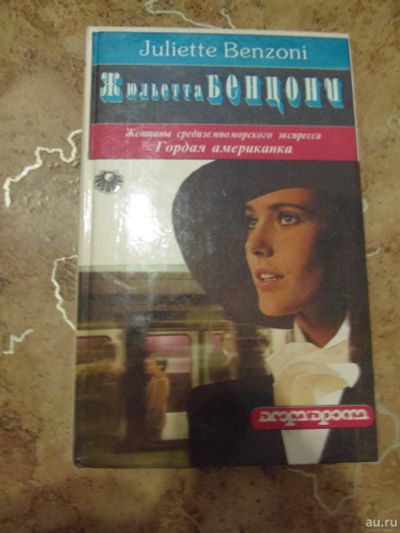 Juliette Benzoni
Жюльетта БЕНЦОНИ
Женщины средиземноморского экспресса
Гордая американка
au.ru